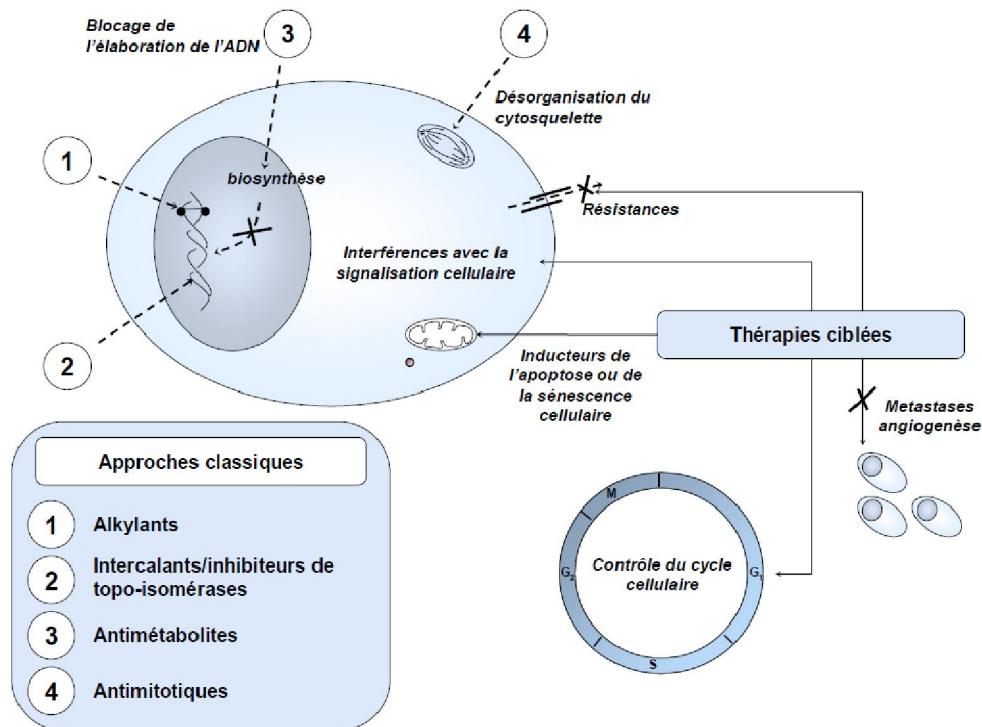 Blocage de
l'élaboration de l'ADN
3
4
Désorganisation du
cytosquelette
1
biosynthèse
Résistances
Interférences avec la
signalisation cellulaire
Thérapies ciblées
2
Inducteurs de
l'apoptose ou de
la sénescence
cellulaire
Metastases
angiogenèse
Approches classiques
1 Alkylants
2 Intercalants/inhibiteurs de
topo-isomérases
3 Antimétabolites
4 Antimitotiques
M
G2
Contrôle du cycle
cellulaire
G1
S